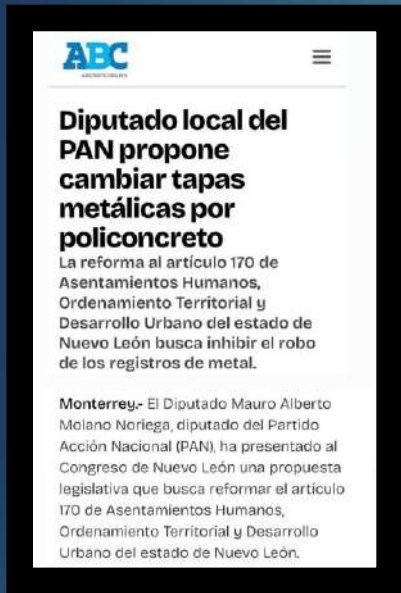 ABC
Diputado local del
PAN propone
cambiar tapas
metálicas por
policoncreto
La reforma al artículo 170 de
Asentamientos Humanos,
Ordenamiento Territorial y
Desarrollo Urbano del estado de
Nuevo León busca inhibir el robo
de los registros de metal.
Monterrey.- El Diputado Mauro Alberto
Molano Noriega, diputado del Partido
Acción Nacional (PAN), ha presentado al
Congreso de Nuevo León una propuesta
legislativa que busca reformar el artículo
170 de Asentamientos Humanos,
Ordenamiento Territorial y Desarrollo
Urbano del estado de Nuevo León.